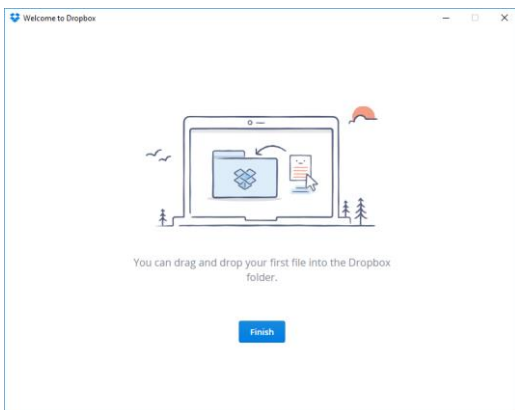 Welcome to Dropbox
You can drag and drop your first file into the Dropbox
folder.
Finish